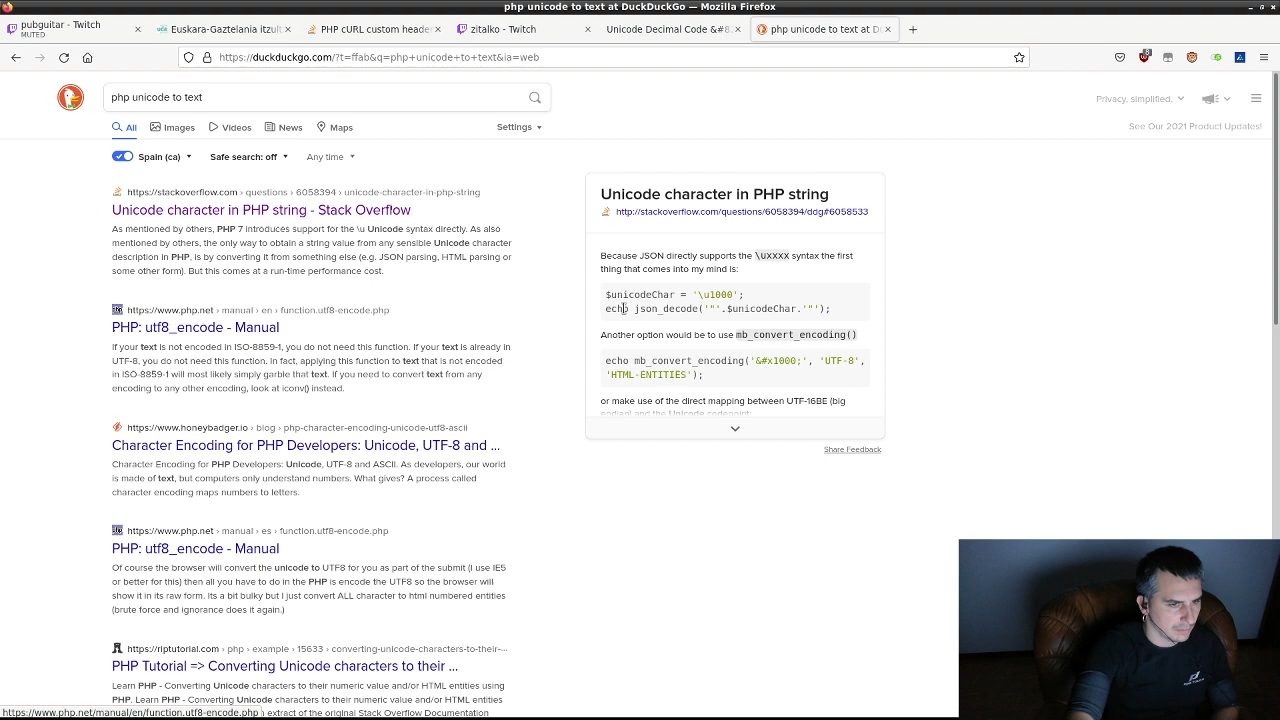 php unicode to text at DuckDuckGo — Mozilla Firefox
pubguitar - Twitch
MUTED
Euskara-Gaztelania itzult
PHP cURL custom header
zitalko - Twitch
Unicode Decimal Code &#8
php unicode to text at D
https://duckduckgo.com/?t=ffab&q=php+unicode+to+text&ia=web
php unicode to text
Privacy, simplified.
All
Images
Videos
News
Maps
Settings
See Our 2021 Product Updates!
Spain (ca)
Safe search: off
Any time
https://stackoverflow.com › questions › 6058394 › unicode-character-in-php-string
Unicode character in PHP string - Stack Overflow
As mentioned by others, PHP 7 introduces support for the \u Unicode syntax directly. As also
mentioned by others, the only way to obtain a string value from any sensible Unicode character
description in PHP, is by converting it from something else (e.g. JSON parsing, HTML parsing or
some other form). But this comes at a run-time performance cost.
https://www.php.net › manual › en › function.utf8-encode.php
PHP: utf8_encode - Manual
If your text is not encoded in ISO-8859-1, you do not need this function. If your text is already in
UTF-8, you do not need this function. In fact, applying this function to text that is not encoded
in ISO-8859-1 will most likely simply garble that text. If you need to convert text from any
encoding to any other encoding, look at iconv() instead.
https://www.honeybadger.io › blog › php-character-encoding-unicode-utf8-ascii
Character Encoding for PHP Developers: Unicode, UTF-8 and ...
Character Encoding for PHP Developers: Unicode, UTF-8 and ASCII. As developers, our world
is made of text, but computers only understand numbers. What gives? A process called
character encoding maps numbers to letters.
https://www.php.net › manual › es › function.utf8-encode.php
PHP: utf8_encode - Manual
Of course the browser will convert the unicode to UTF8 for you as part of the submit (I use IE5
or better for this) then all you have to do in the PHP is encode the UTF8 so the browser will
show it in its raw form. Its a bit bulky but I just convert ALL character to html numbered entities
(brute force and ignorance does it again.)
https://riptutorial.com › php › example › 15633 › converting-unicode-characters-to-their-...
PHP Tutorial => Converting Unicode characters to their ...
Learn PHP - Converting Unicode characters to their numeric value and/or HTML entities using
PHP. Learn PHP - Converting Unicode characters to their numeric value and/or HTML entities
n extract of the original Stack Overflow Documentation
https://www.php.net/manual/en/function.utf8-encode.php
Unicode character in PHP string
http://stackoverflow.com/questions/6058394/ddg#6058533
Because JSON directly supports the \uxxxx syntax the first
thing that comes into my mind is:
$unicodeChar = '\u1000';
echo json_decode('"'.$unicodeChar.'"');
Another option would be to use mb_convert_encoding()
echo mb_convert_encoding('&#x1000;', 'UTF-8',
'HTML-ENTITIES');
or make use of the direct mapping between UTF-16BE (big
endian) and the Unicode codepoint:
Share Feedback